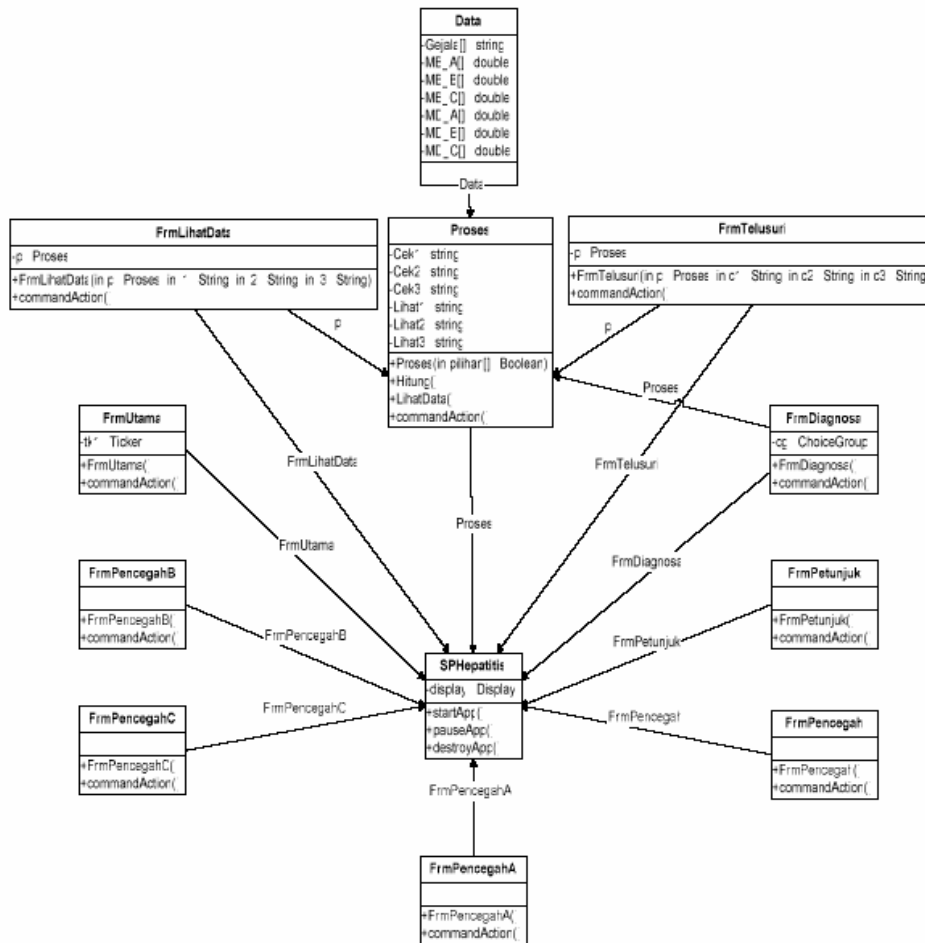 Data
-Gejala[] string
-ME_A[] double
-ME_E[] double
-ME_C[] double
-MD_A[] double
-MD_E[] double
-MD_C[] double
Data
FrmLihatData
-p Proses
+FrmLihatData(in p Proses in 1 String in 2 String in 3 String)
+commandAction(
Proses
-Cek1 string
-Cek2 string
-Cek3 string
-Lihat1 string
-Lihat2 string
-Lihat3 string
+Proses(in pilihan[] Boolean)
+Hitung(
+LihatData(
+commandAction(
FrmTelusuri
-p Proses
+FrmTelusuri(in p Proses in c1 String in c2 String in c3 String
+commandAction(
p
p
Proses
FrmUtama
-tk1 Ticker
+FrmUtama(
+commandAction(
FrmDiagnosa
-cg ChoiceGroup
+FrmDiagnosa(
+commandAction(
FrmLihatData
FrmTelusuri
Proses
FrmUtama
FrmDiagnosa
FrmPencegahB
+FrmPencegahB(
+commandAction(
FrmPetunjuk
+FrmPetunjuk(
+commandAction(
FrmPencegahB
FrmPetunjuk
SPHepatitis
-display Display
+startApp(
+pauseApp(
+destroyApp(
FrmPencegahC
+FrmPencegahC(
+commandAction(
FrmPencegahC
FrmPencegah
FrmPencegah
+FrmPencegah(
+commandAction(
FrmPencegahA
FrmPencegahA
+FrmPencegahA(
+commandAction(